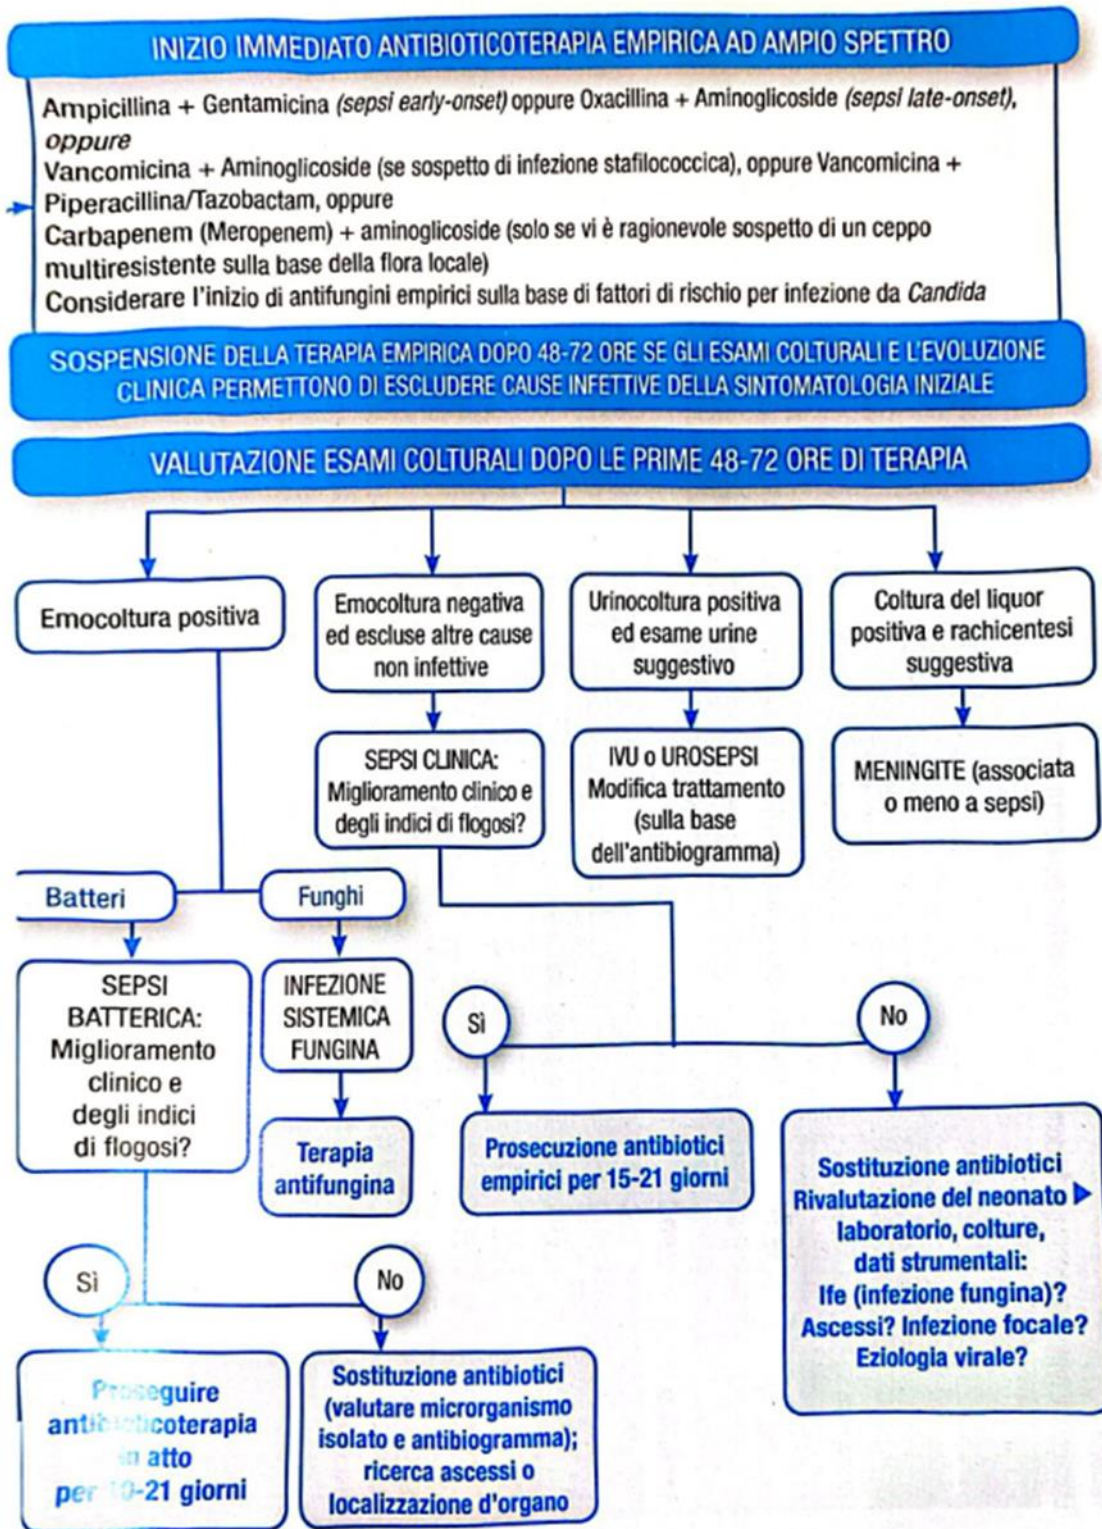 INIZIO IMMEDIATO ANTIBIOTICOTERAPIA EMPIRICA AD AMPIO SPETTRO
Ampicillina + Gentamicina (sepsi early-onset) oppure Oxacillina + Aminoglicoside (sepsi late-onset),
oppure
Vancomicina + Aminoglicoside (se sospetto di infezione stafilococcica), oppure Vancomicina +
Piperacillina/Tazobactam, oppure
Carbapenem (Meropenem) + aminoglicoside (solo se vi è ragionevole sospetto di un ceppo
multiresistente sulla base della flora locale)
Considerare l'inizio di antifungini empirici sulla base di fattori di rischio per infezione da Candida
SOSPENSIONE DELLA TERAPIA EMPIRICA DOPO 48-72 ORE SE GLI ESAMI COLTURALI E L'EVOLUZIONE
CLINICA PERMETTONO DI ESCLUDERE CAUSE INFETTIVE DELLA SINTOMATOLOGIA INIZIALE
VALUTAZIONE ESAMI COLTURALI DOPO LE PRIME 48-72 ORE DI TERAPIA
Emocoltura positiva
Emocoltura negativa
ed escluse altre cause
non infettive
Urinocoltura positiva
ed esame urine
suggestivo
Coltura del liquor
positiva e rachicentesi
suggestiva
SEPSI CLINICA:
Miglioramento clinico e
degli indici di flogosi?
IVU o UROSEPSI
Modifica trattamento
(sulla base
dell'antibiogramma)
MENINGITE (associata
o meno a sepsi)
Batteri
Funghi
SEPSI
BATTERICA:
Miglioramento
clinico e
degli indici
di flogosi?
INFEZIONE
SISTEMICA
FUNGINA
Terapia
antifungina
Sì
No
Prosecuzione antibiotici
empirici per 15-21 giorni
Sostituzione antibiotici
Rivalutazione del neonato ▶
laboratorio, colture,
dati strumentali:
Ife (infezione fungina)?
Ascessi? Infezione focale?
Eziologia virale?
Sì
No
Proseguire
antibioticoterapia
in atto
per 10-21 giorni
Sostituzione antibiotici
(valutare microrganismo
isolato e antibiogramma);
ricerca ascessi o
localizzazione d'organo